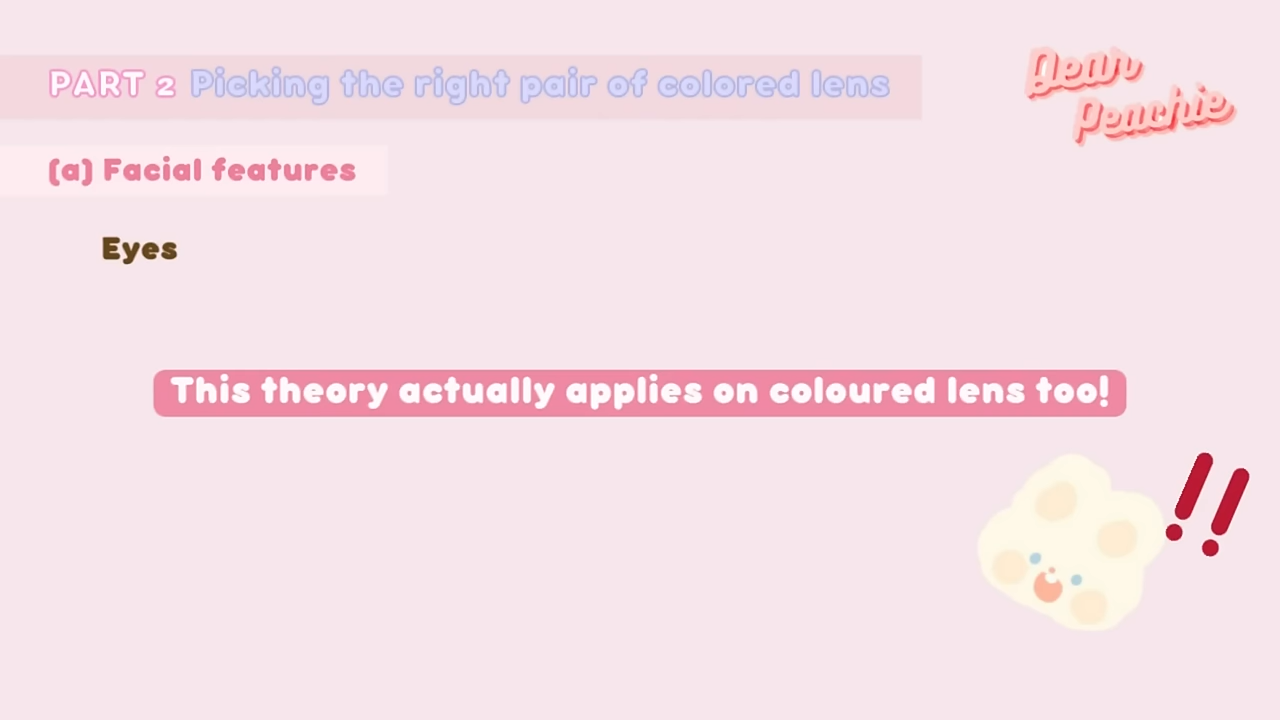 PART 2 Picking the right pair of colored lens
Dear
Peachie
(a) Facial features
Eyes
This theory actually applies on coloured lens too!
!!